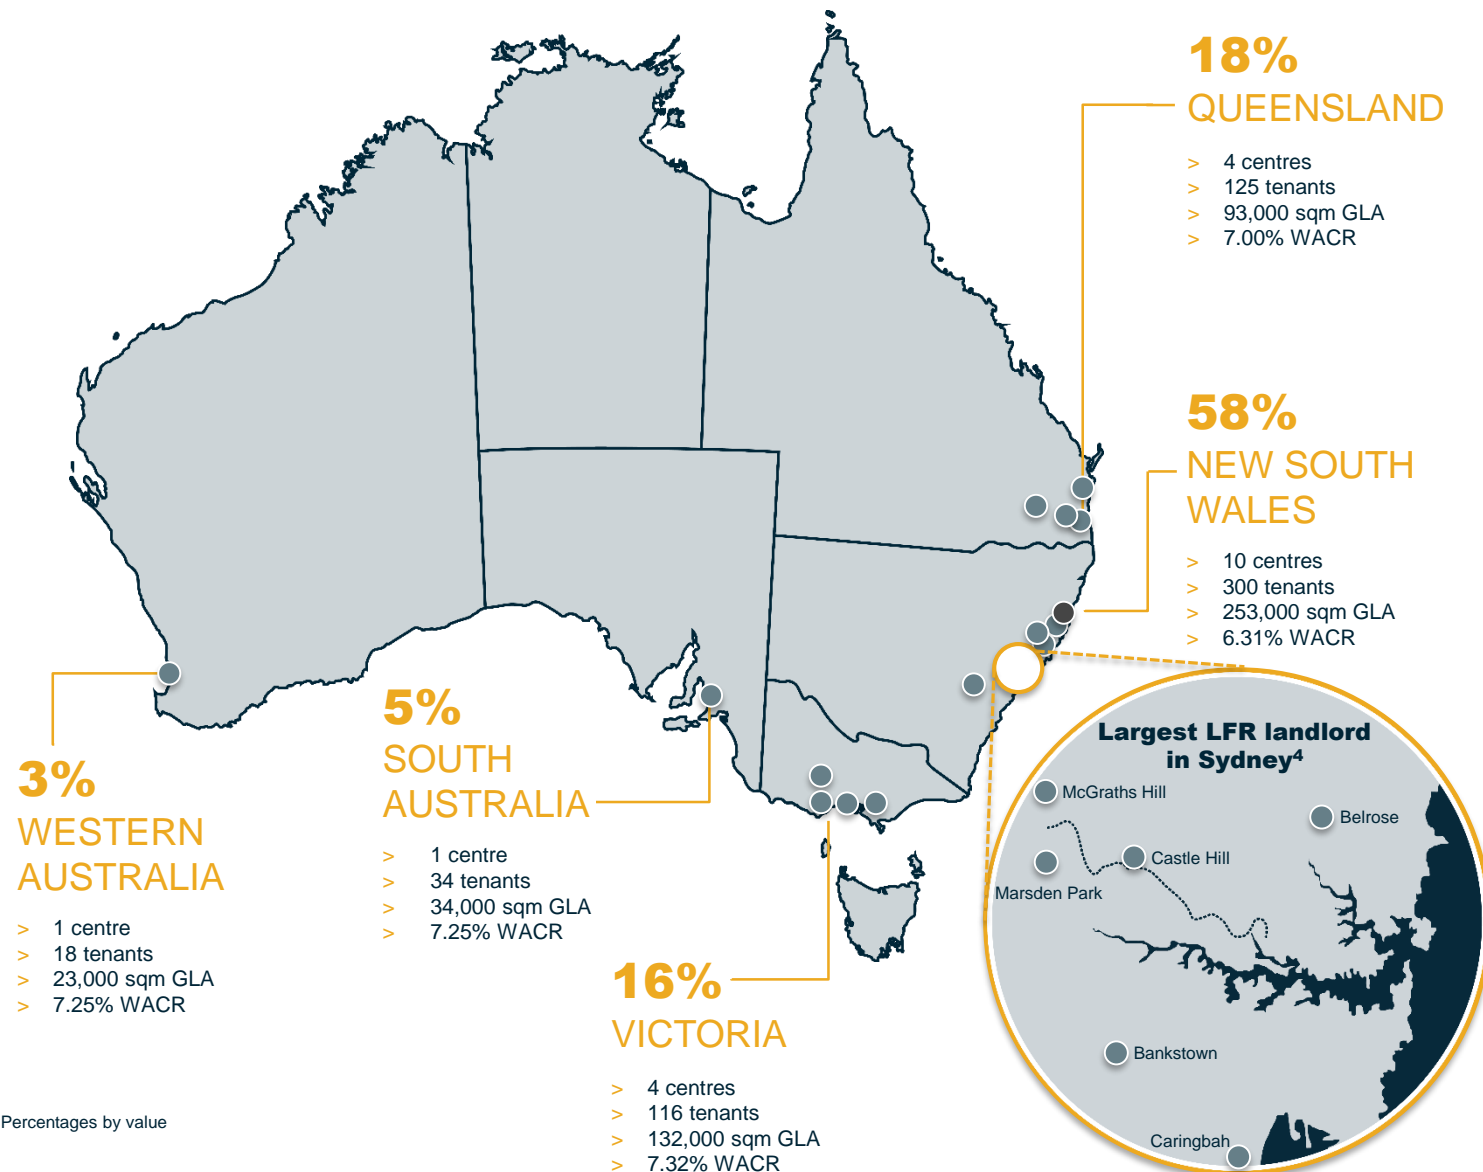 18%
QUEENSLAND
> 4 centres
> 125 tenants
> 93,000 sqm GLA
> 7.00% WACR
58%
NEW SOUTH
WALES
> 10 centres
> 300 tenants
> 253,000 sqm GLA
> 6.31% WACR
3%
WESTERN
AUSTRALIA
> 1 centre
> 18 tenants
> 23,000 sqm GLA
> 7.25% WACR
5%
SOUTH
AUSTRALIA
> 1 centre
> 34 tenants
> 34,000 sqm GLA
> 7.25% WACR
16%
VICTORIA
> 4 centres
> 116 tenants
> 132,000 sqm GLA
> 7.32% WACR
Largest LFR landlord
in Sydney⁴
McGraths Hill
Belrose
Castle Hill
Marsden Park
Bankstown
Caringbah
Percentages by value